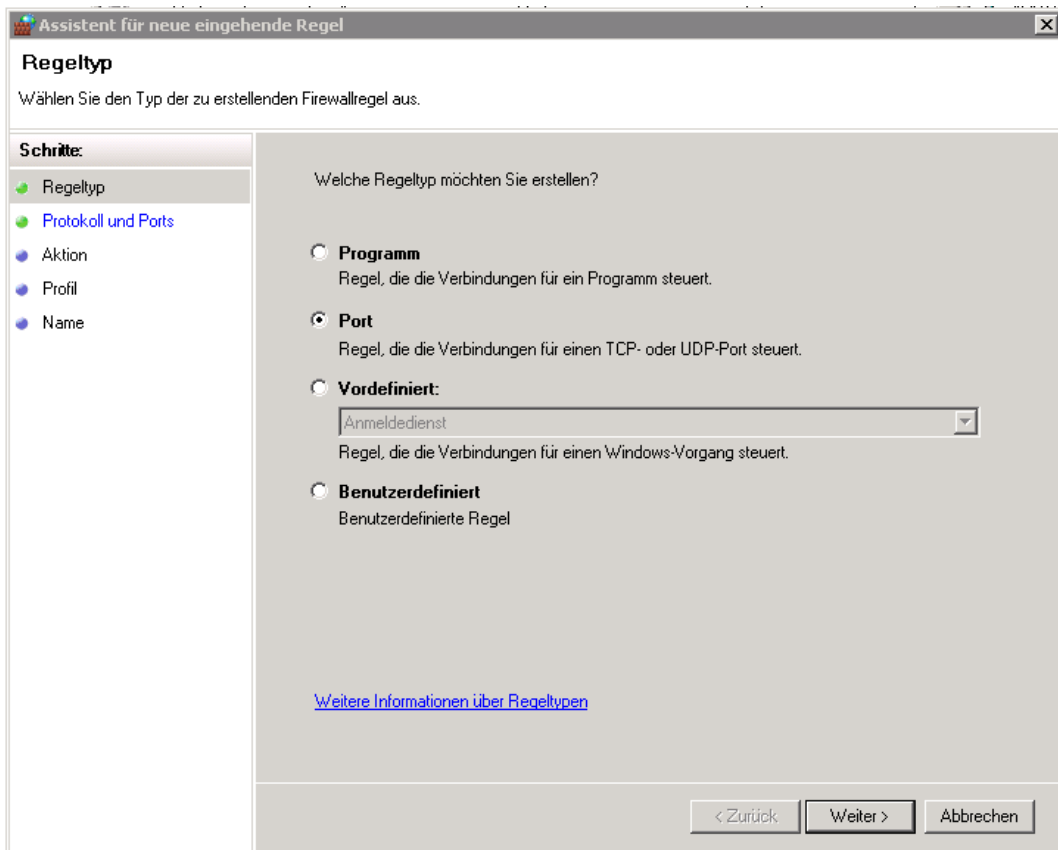 Assistent für neue eingehende Regel
Regeltyp
Wählen Sie den Typ der zu erstellenden Firewallregel aus.
Schritte:
Regeltyp
Protokoll und Ports
Aktion
Profil
Name
Welche Regeltyp möchten Sie erstellen?
Programm
Regel, die die Verbindungen für ein Programm steuert.
Port
Regel, die die Verbindungen für einen TCP- oder UDP-Port steuert.
Vordefiniert:
Anmeldedienst
Regel, die die Verbindungen für einen Windows-Vorgang steuert.
Benutzerdefiniert
Benutzerdefinierte Regel
Weitere Informationen über Regeltypen
< Zurück
Weiter >
Abbrechen